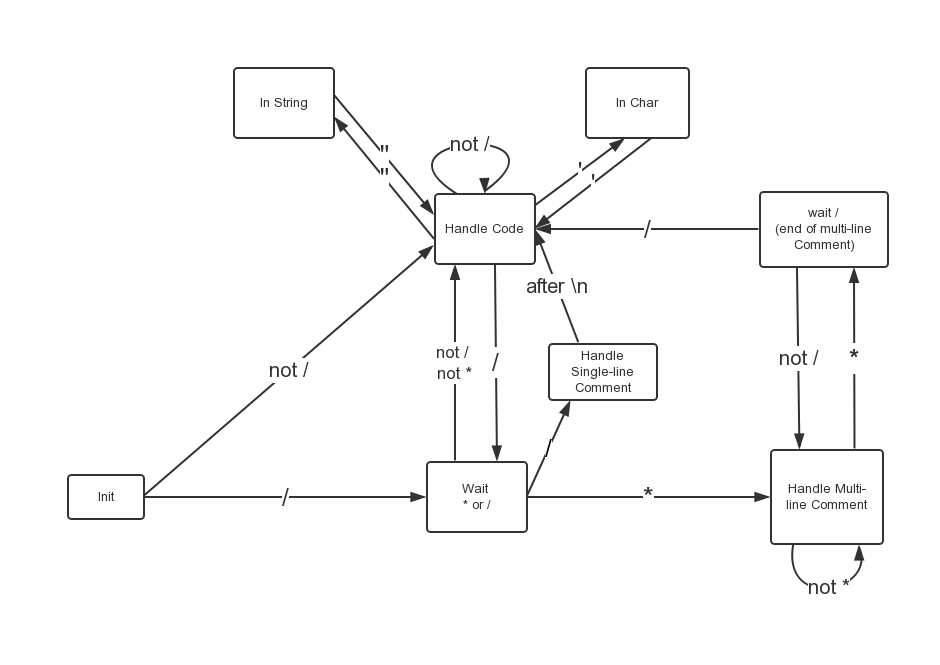 In String
In Char
"
"
'
'
not /
Handle Code
/
wait /
(end of multi-line
Comment)
after \n
not /
not /
not *
/
Handle
Single-line
Comment
not /
*
/
Init
/
Wait
* or /
*
Handle Multi-
line Comment
not *